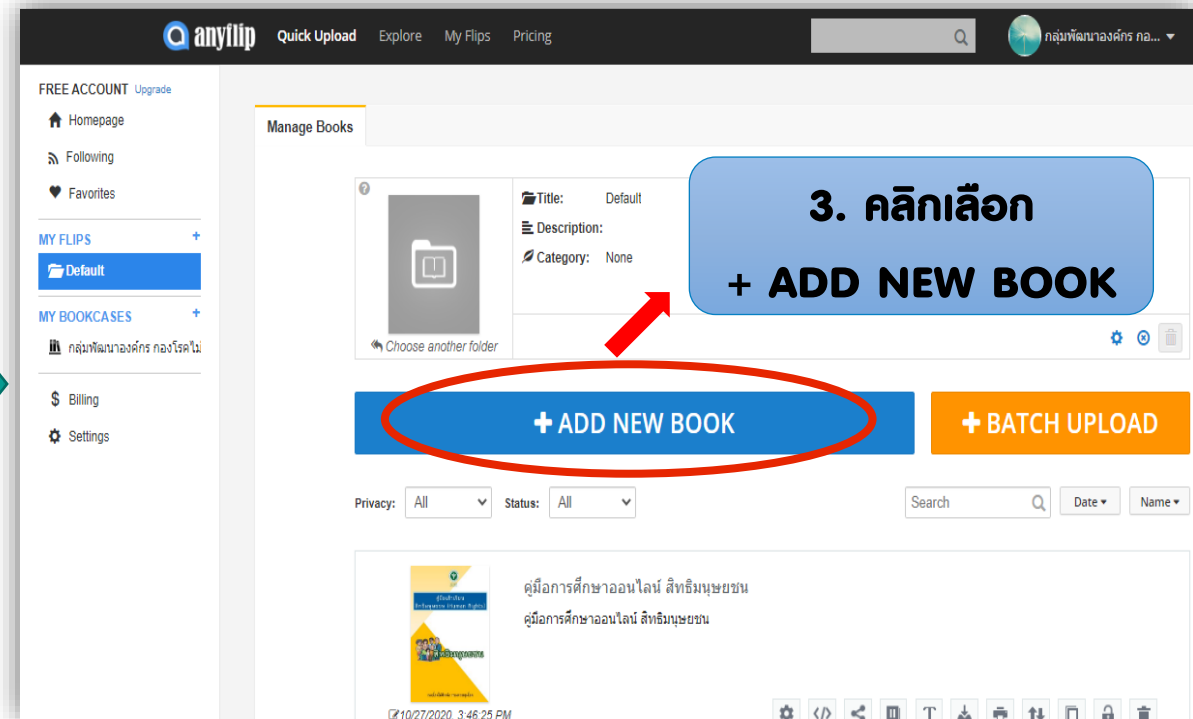 anyflip Quick Upload Explore My Flips Pricing กลุ่มพัฒนาองค์กร กอ...
FREE ACCOUNT Upgrade
Homepage
Following
Favorites
MY FLIPS +
Default
MY BOOKCASES +
กลุ่มพัฒนาองค์กร กองโรคไม่
Billing
Settings
Manage Books
Title: Default
Description:
Category: None
Choose another folder
3. คลิกเลือก
+ ADD NEW BOOK
+ ADD NEW BOOK
+ BATCH UPLOAD
Privacy: All Status: All Search Date Name
คู่มือการศึกษาออนไลน์ สิทธิมนุษยชน
คู่มือการศึกษาออนไลน์ สิทธิมนุษยชน
10/27/2020, 3:46:25 PM